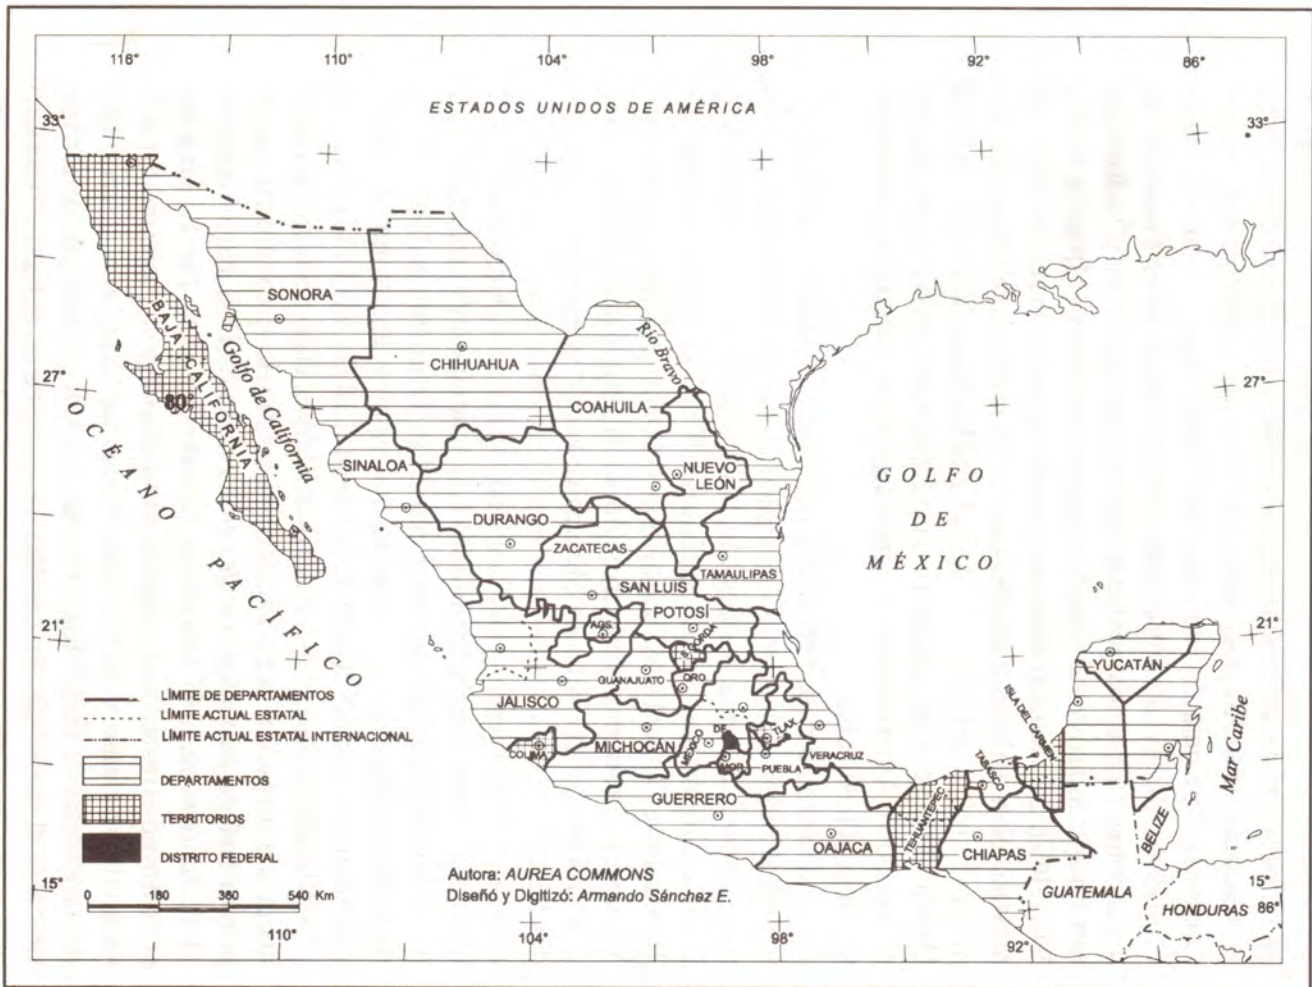 116° 110° 104° 98° 92° 86°
ESTADOS UNIDOS DE AMÉRICA
33° 33°
SONORA
CHIHUAHUA
Rio Bravo
COAHUILA
27° 27°
BAJA CALIFORNIA
80°
Golfo de California
OCÉANO PACÍFICO
SINALOA
NUEVO
LEÓN
GOLFO
DE
MÉXICO
DURANGO
ZACATECAS
TAMAULIPAS
SAN LUIS
POTOSÍ
AGS.
S. GORDA
21° 21°
YUCATÁN
GUANAJUATO
QRO
JALISCO
ISLA DEL CARMEN
Mar Caribe
COLIMA
MICHOCÁN
MÉXICO
DF
TLAX.
MOR.
PUEBLA
VERACRUZ
TABASCO
GUERRERO
TEHUANTEPEC
OAJACA
CHIAPAS
BELIZE
GUATEMALA
HONDURAS
LÍMITE DE DEPARTAMENTOS
LÍMITE ACTUAL ESTATAL
LÍMITE ACTUAL ESTATAL INTERNACIONAL
DEPARTAMENTOS
TERRITORIOS
DISTRITO FEDERAL
0 180 360 540 Km
Autora: AUREA COMMONS
Diseñó y Digitizó: Armando Sánchez E.
15° 15°
86°
110° 104° 98° 92°